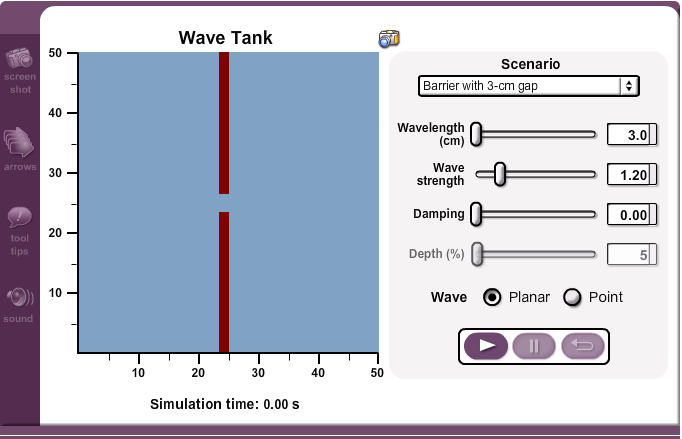 Wave Tank
screen
shot
arrows
tool
tips
sound
50
40
30
20
10
10
20
30
40
50
Simulation time: 0.00 s
Scenario
Barrier with 3-cm gap
Wavelength
(cm)
3.0
Wave
strength
1.20
Damping
0.00
Depth (%)
5
Wave
Planar
Point